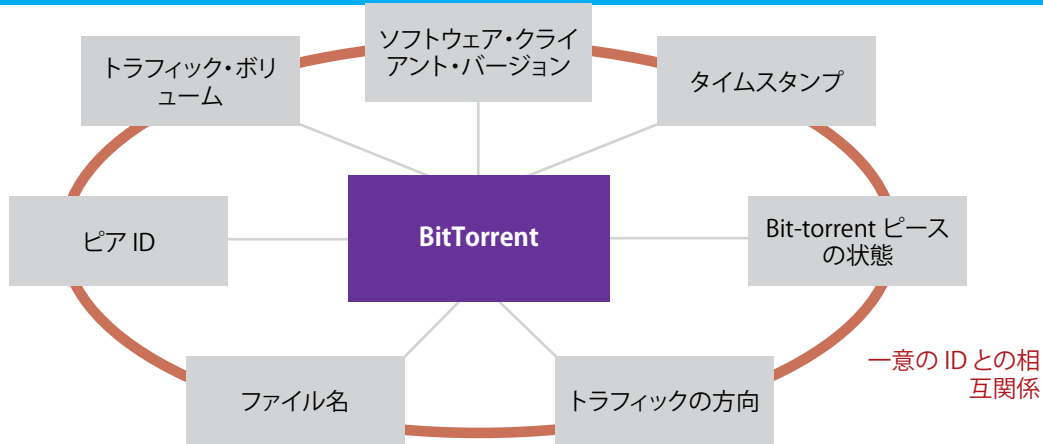 ソフトウェア・クライ
アント・バージョン
トラフィック・ボリ
ューム
タイムスタンプ
ピア ID
BitTorrent
Bit-torrent ピース
の状態
ファイル名
トラフィックの方向
一意の ID との相
互関係